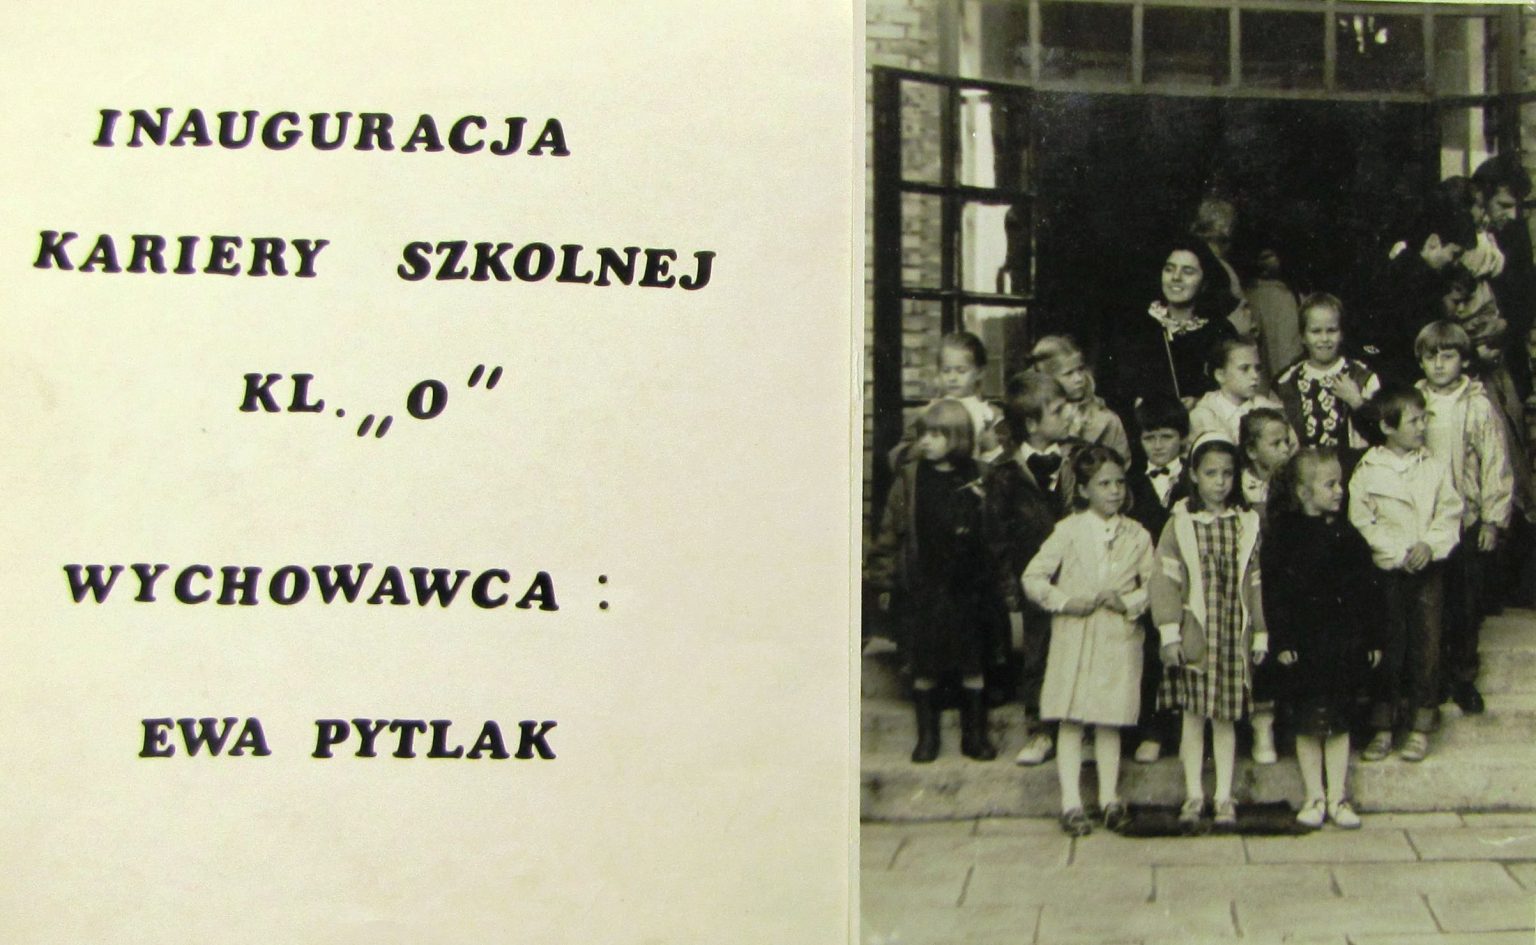 INAUGURACJA
KARIERY SZKOLNEJ
KL. „O"
WYCHOWAWCA :
EWA PYTLAK